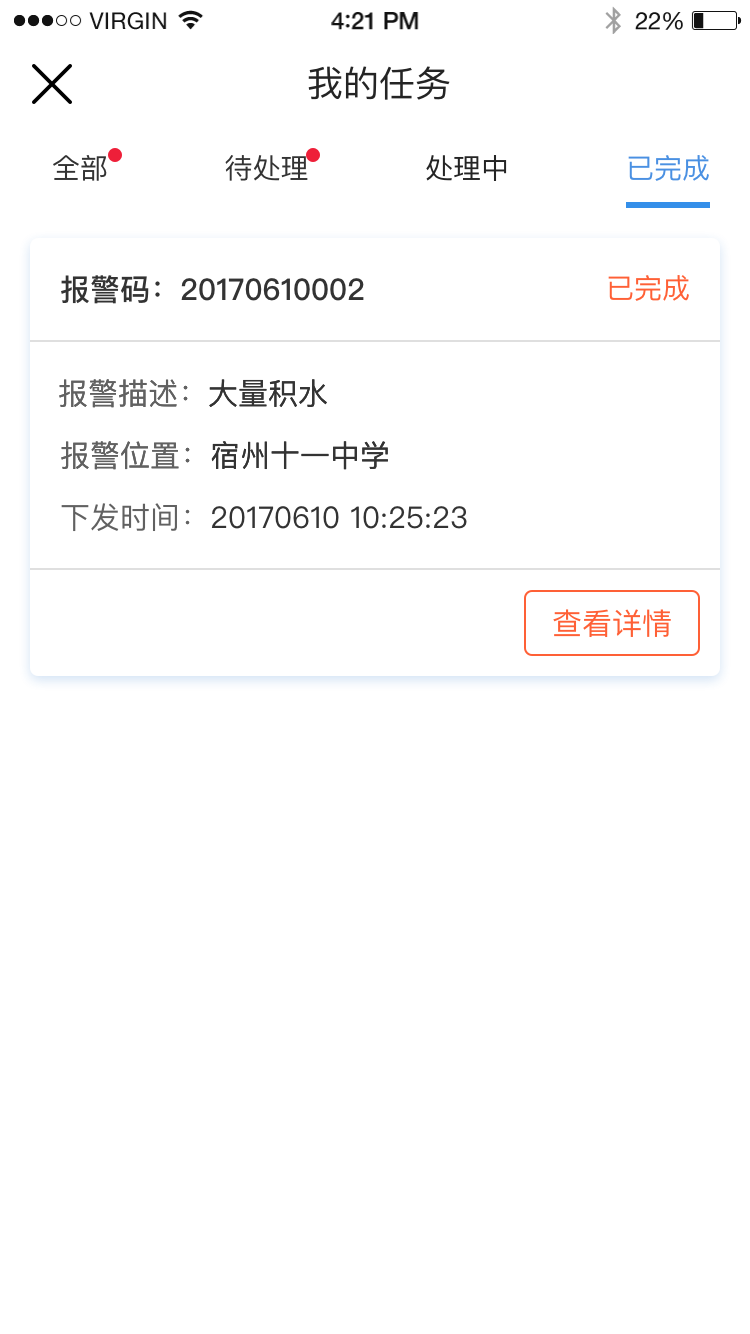 VIRGIN 4:21 PM 22%
我的任务
全部 待处理 处理中 已完成
报警码：20170610002 已完成
报警描述：大量积水
报警位置：宿州十一中学
下发时间：20170610 10:25:23
查看详情